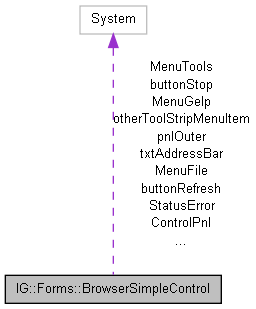 System
MenuTools
buttonStop
MenuGelp
otherToolStripMenuItem
pnlOuter
txtAddressBar
MenuFile
buttonRefresh
StatusError
ControlPnl
...
IG::Forms::BrowserSimpleControl